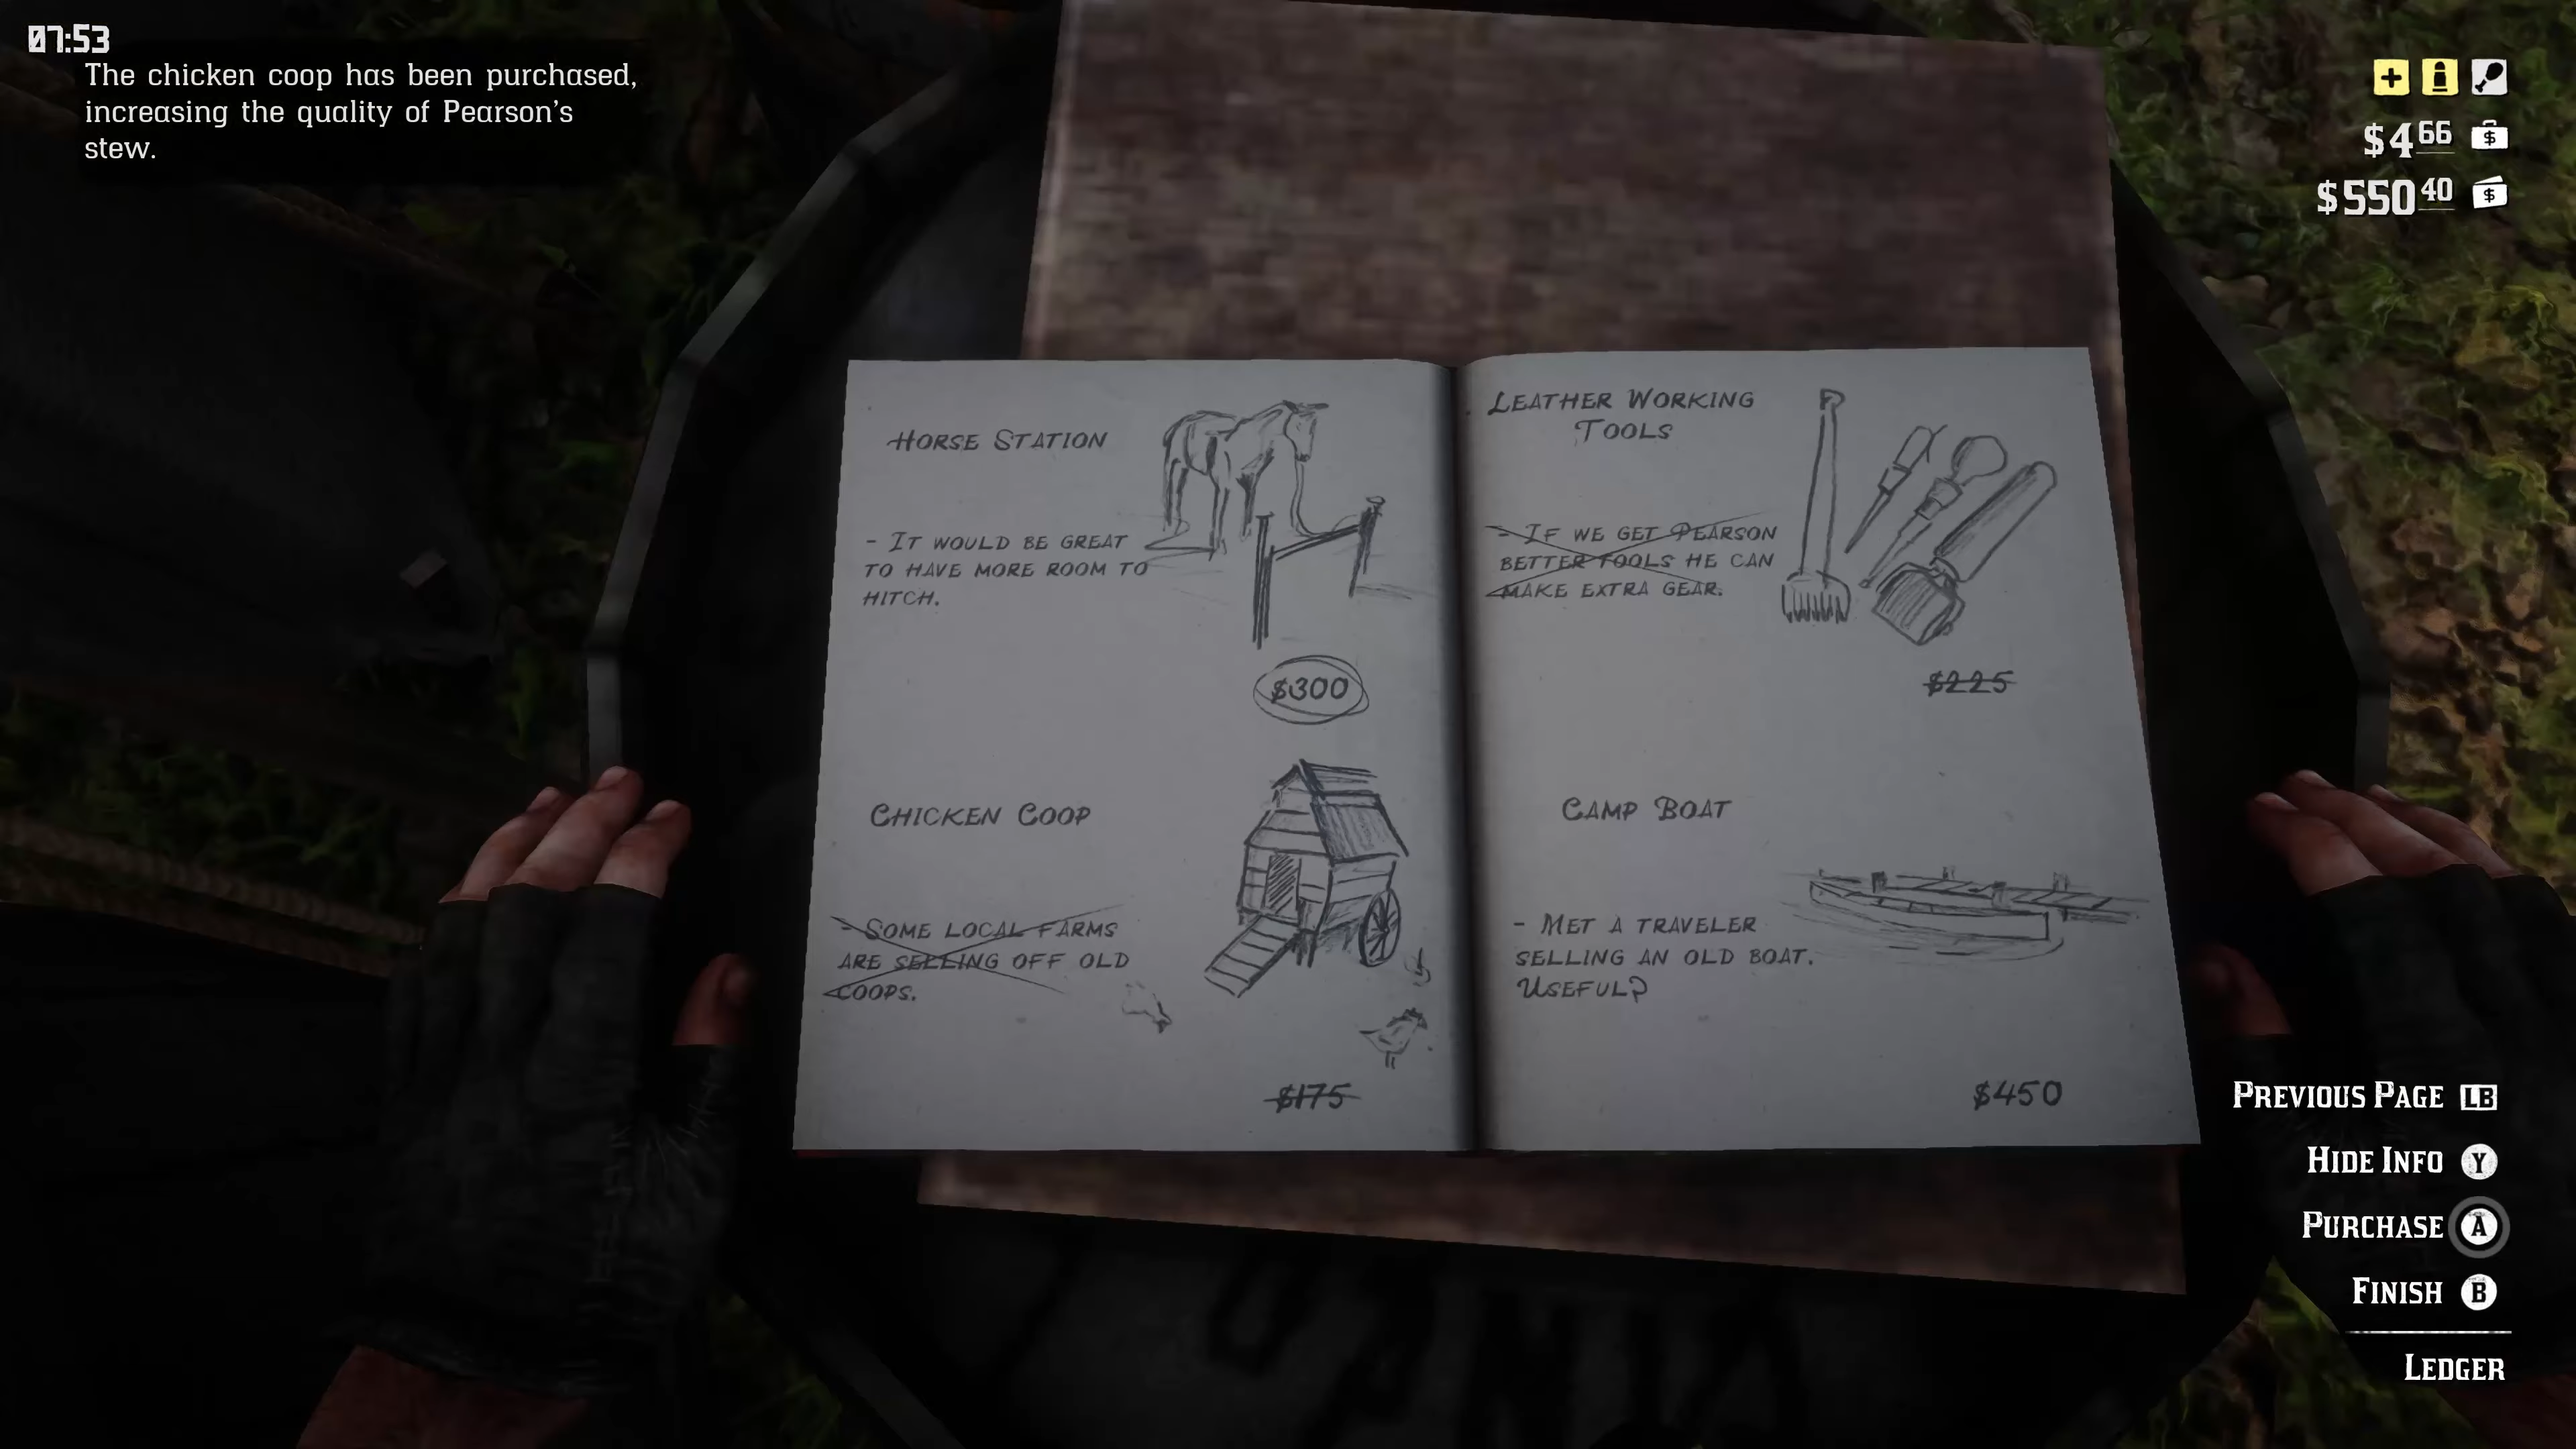 07:53
The chicken coop has been purchased,
increasing the quality of Pearson's
stew.
$4 66
$550 40
Horse Station
- It would be great
to have more room to
hitch.
$300
Chicken Coop
- Some local farms
are selling off old
coops.
$175
Leather Working
Tools
- If we get Pearson
better tools he can
make extra gear.
$225
Camp Boat
- Met a traveler
selling an old boat.
Useful?
$450
Previous Page LB
Hide Info Y
Purchase A
Finish B
Ledger